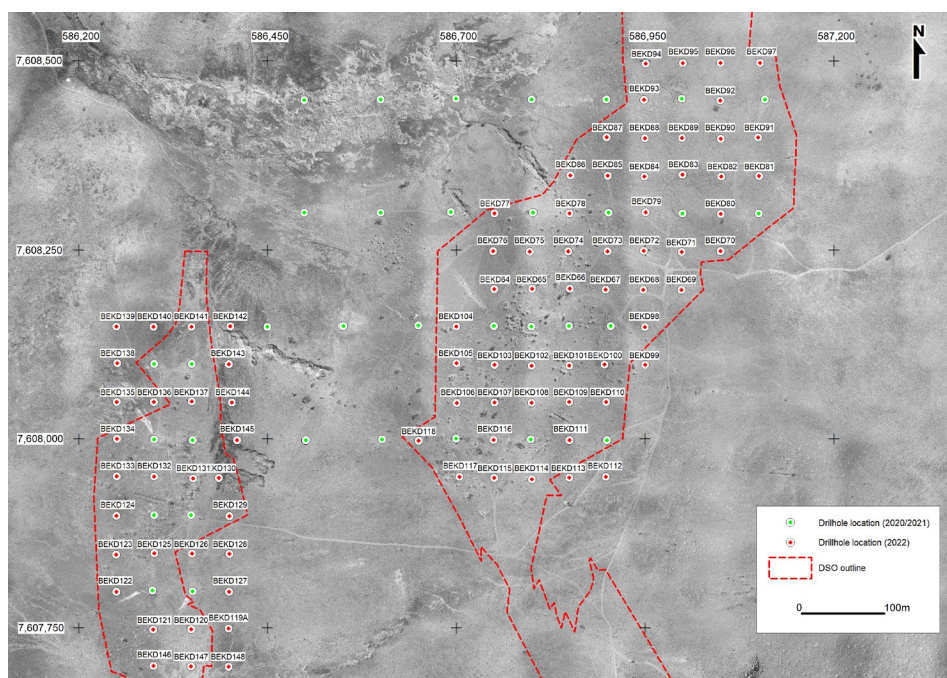 586,200 586,450 586,700 586,950 587,200
N
BEKD94 BEKD95 BEKD96 BEKD97
7,608,500
BEKD93 BEKD92
BEKD87 BEKD88 BEKD89 BEKD90 BEKD91
BEKD86 BEKD85 BEKD84 BEKD83 BEKD82 BEKD81
BEKD77 BEKD78 BEKD79 BEKD80
7,608,250
BEKD76 BEKD75 BEKD74 BEKD73 BEKD72 BEKD71 BEKD70
BEKD64 BEKD65 BEKD66 BEKD67 BEKD68 BEKD69
BEKD139 BEKD140 BEKD141 BEKD142 BEKD104 BEKD98
BEKD138 BEKD143 BEKD105 BEKD103 BEKD102 BEKD101 BEKD100 BEKD99
BEKD135 BEKD136 BEKD137 BEKD144 BEKD106 BEKD107 BEKD108 BEKD109 BEKD110
7,608,000
BEKD134 BEKD145 BEKD118 BEKD116 BEKD111
BEKD133 BEKD132 BEKD131 KD130 BEKD117 BEKD115 BEKD114 BEKD113 BEKD112
BEKD124 BEKD129
BEKD123 BEKD125 BEKD126 BEKD128
BEKD122 BEKD127
7,607,750
BEKD121 BEKD120 BEKD119A
BEKD146 BEKD147 BEKD148
Drillhole location (2020/2021)
Drillhole location (2022)
DSO outline
0 100m